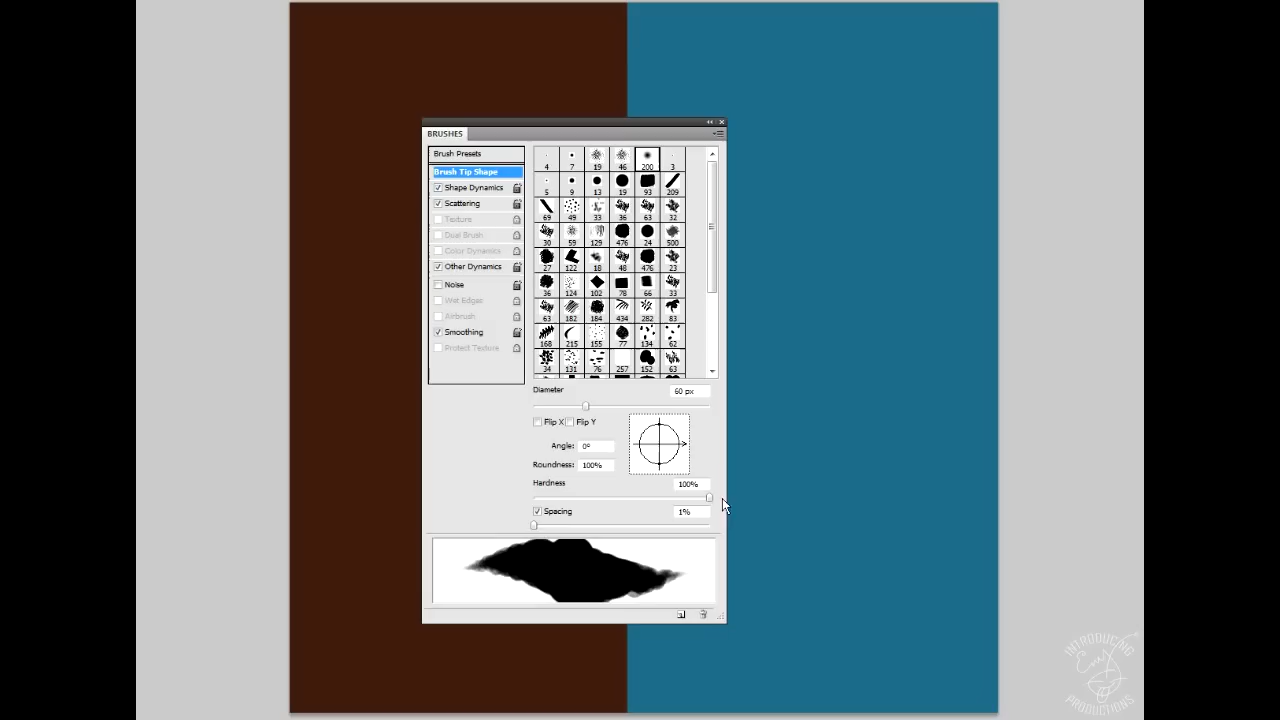 BRUSHES
Brush Presets
Brush Tip Shape
Shape Dynamics
Scattering
Texture
Dual Brush
Color Dynamics
Other Dynamics
Noise
Wet Edges
Airbrush
Smoothing
Protect Texture
4 7 19 46 200 3
5 9 13 19 93 209
69 49 33 36 63 32
30 59 129 476 24 500
27 122 18 48 476 23
36 124 102 78 66 33
63 182 184 434 282 83
168 215 155 77 134 62
34 131 76 257 152 63
Diameter 60 px
Flip X Flip Y
Angle: 0º
Roundness: 100%
Hardness 100%
Spacing 1%
INTRODUCING
PRODUCTIONS